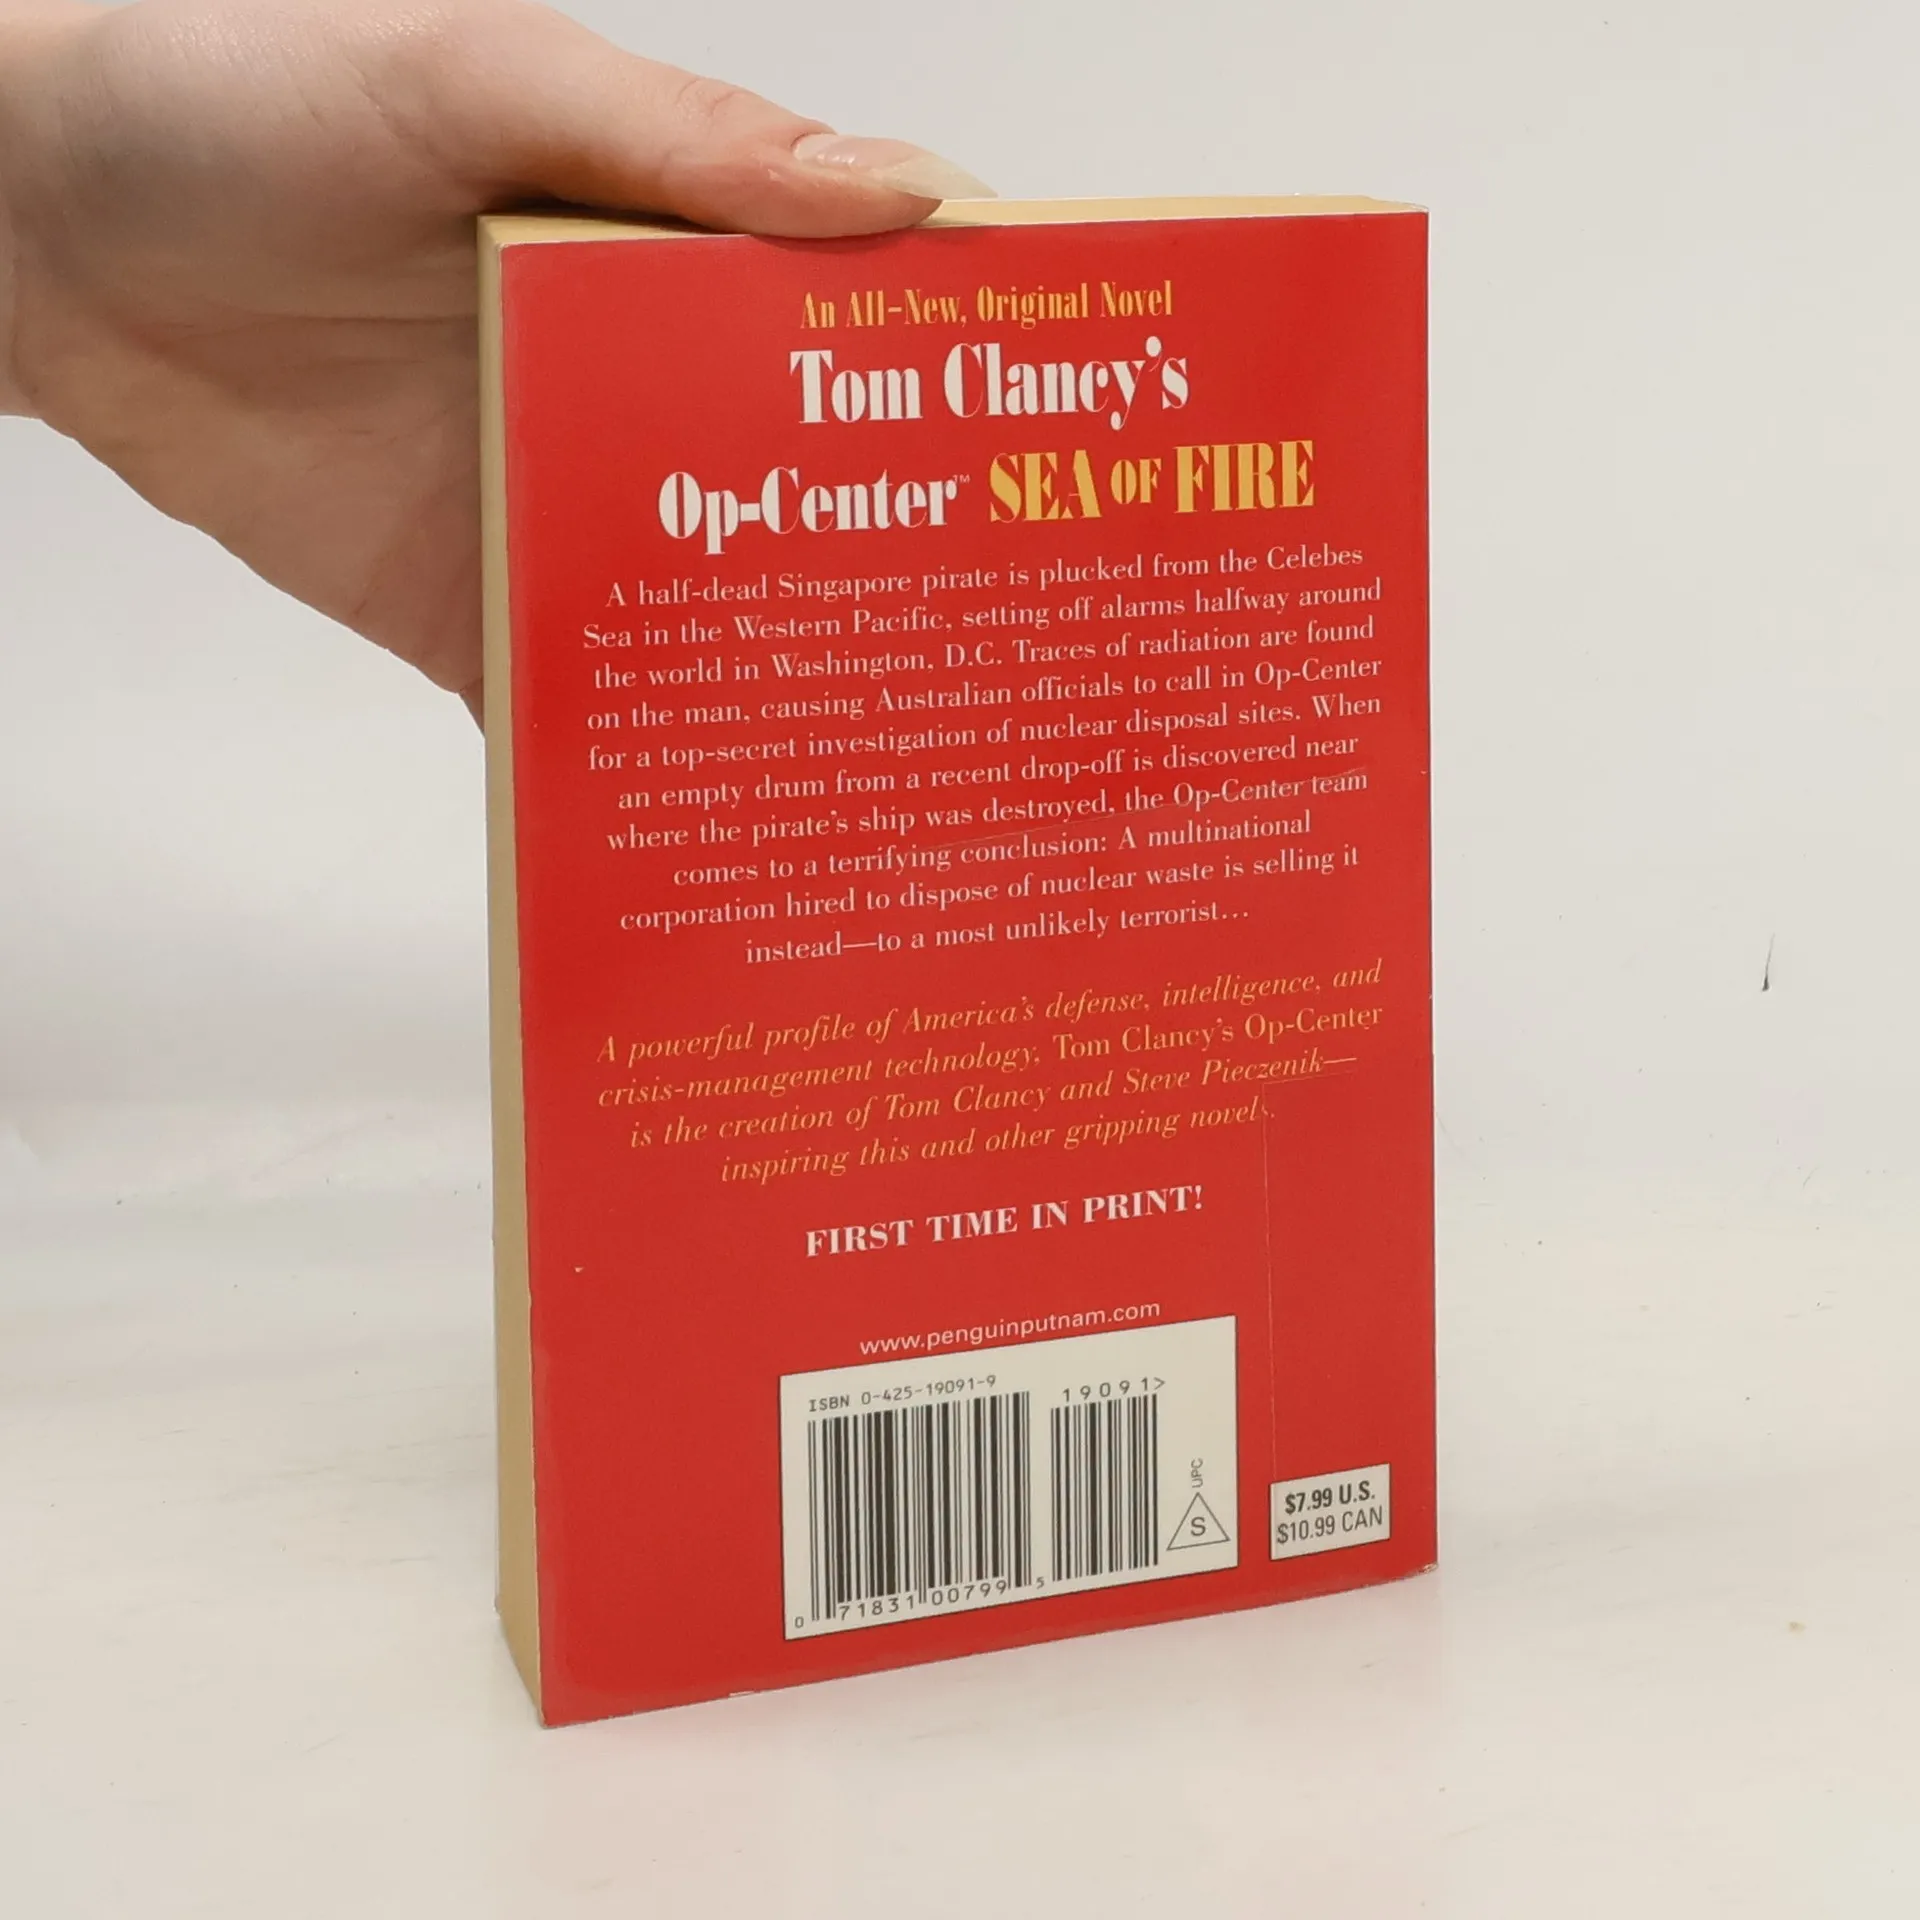 An All-New, Original Novel
Tom Clancy's
Op-Center™ SEA OF FIRE
A half-dead Singapore pirate is plucked from the Celebes
Sea in the Western Pacific, setting off alarms halfway around
the world in Washington, D.C. Traces of radiation are found
on the man, causing Australian officials to call in Op-Center
for a top-secret investigation of nuclear disposal sites. When
an empty drum from a recent drop-off is discovered near
where the pirate's ship was destroyed, the Op-Center team
comes to a terrifying conclusion: A multinational
corporation hired to dispose of nuclear waste is selling it
instead—to a most unlikely terrorist...
A powerful profile of America's defense, intelligence, and
crisis-management technology, Tom Clancy's Op-Center
is the creation of Tom Clancy and Steve Pieczenik—
inspiring this and other gripping novels.
FIRST TIME IN PRINT!
www.penguinputnam.com
ISBN 0-425-19091-9
19091>
0 71831 00799 5
UPC
S
$7.99 U.S.
$10.99 CAN